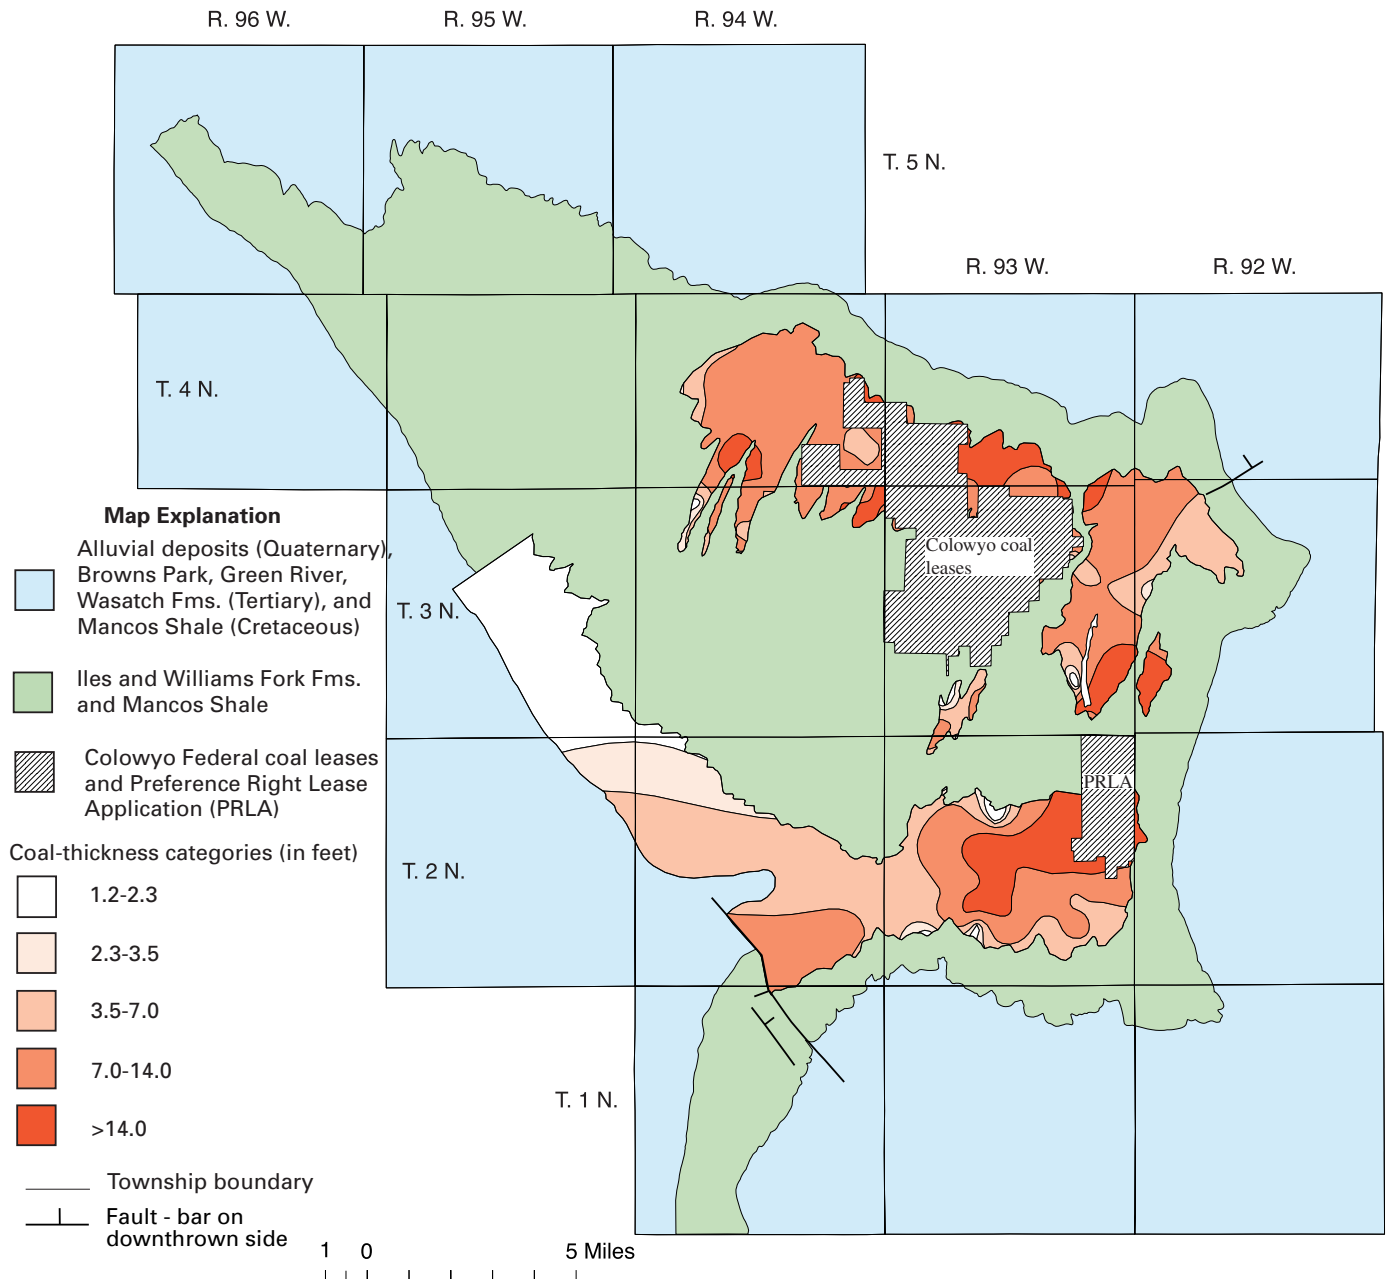 R. 96 W.
R. 95 W.
R. 94 W.
T. 5 N.
R. 93 W.
R. 92 W.
T. 4 N.
Map Explanation
Alluvial deposits (Quaternary),
Browns Park, Green River,
Wasatch Fms. (Tertiary), and
Mancos Shale (Cretaceous)
Colowyo coal
leases
T. 3 N.
Iles and Williams Fork Fms.
and Mancos Shale
Colowyo Federal coal leases
and Preference Right Lease
Application (PRLA)
PRLA
Coal-thickness categories (in feet)
T. 2 N.
1.2-2.3
2.3-3.5
3.5-7.0
7.0-14.0
>14.0
T. 1 N.
Township boundary
Fault - bar on
downthrown side
1 0 5 Miles